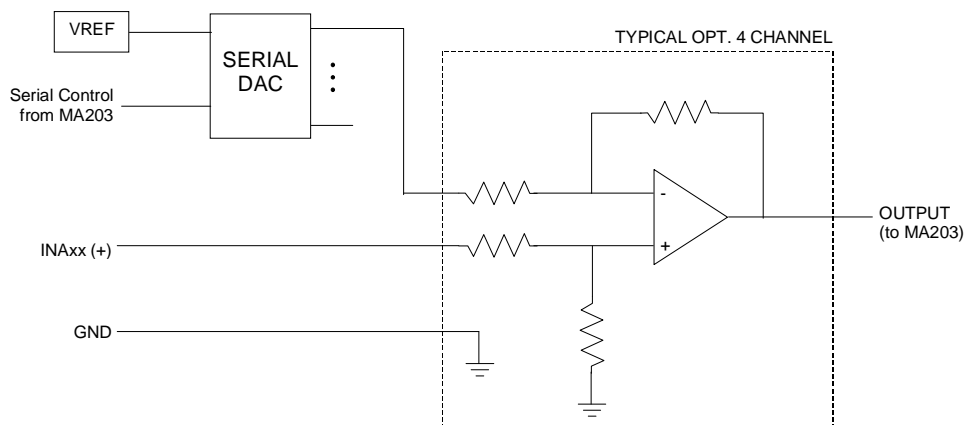 VREF
TYPICAL OPT. 4 CHANNEL
SERIAL
DAC
Serial Control
from MA203
-
OUTPUT
(to MA203)
INAxx (+)
+
GND